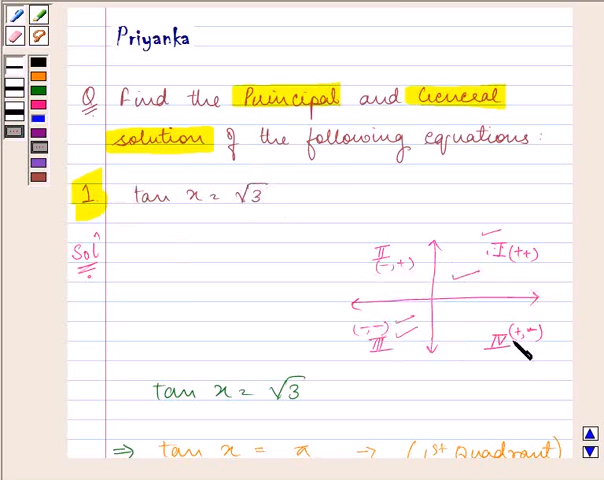 Priyanka
Q Find the Principal and General
solution of the following equations:
1. tan x = √3
Solⁿ
II (-,+) I (++)
(-,-) III IV (+,-)
tan x = √3
⇒ tan x = π → (1st Quadrant)